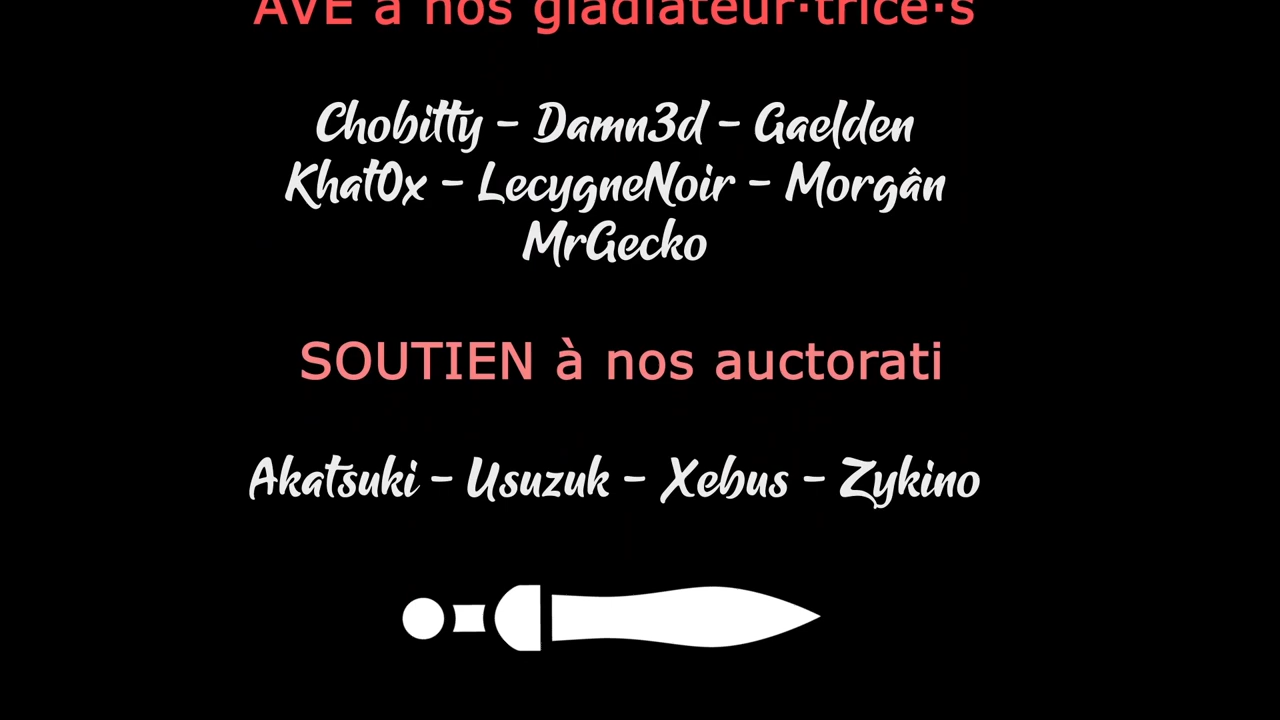 AVE à nos gladiateur·trice·s
Chobitty - Damn3d - Gaelden
Khat0x - LecygneNoir - Morgân
MrGecko
SOUTIEN à nos auctorati
Akatsuki - Usuzuk - Xebus - Zykino